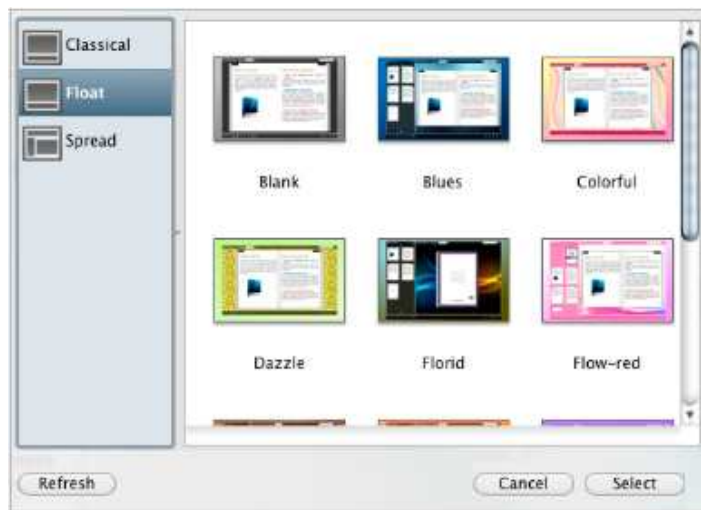 Classical
Float
Spread
Blank Blues Colorful
Dazzle Florid Flow-red
Refresh Cancel Select